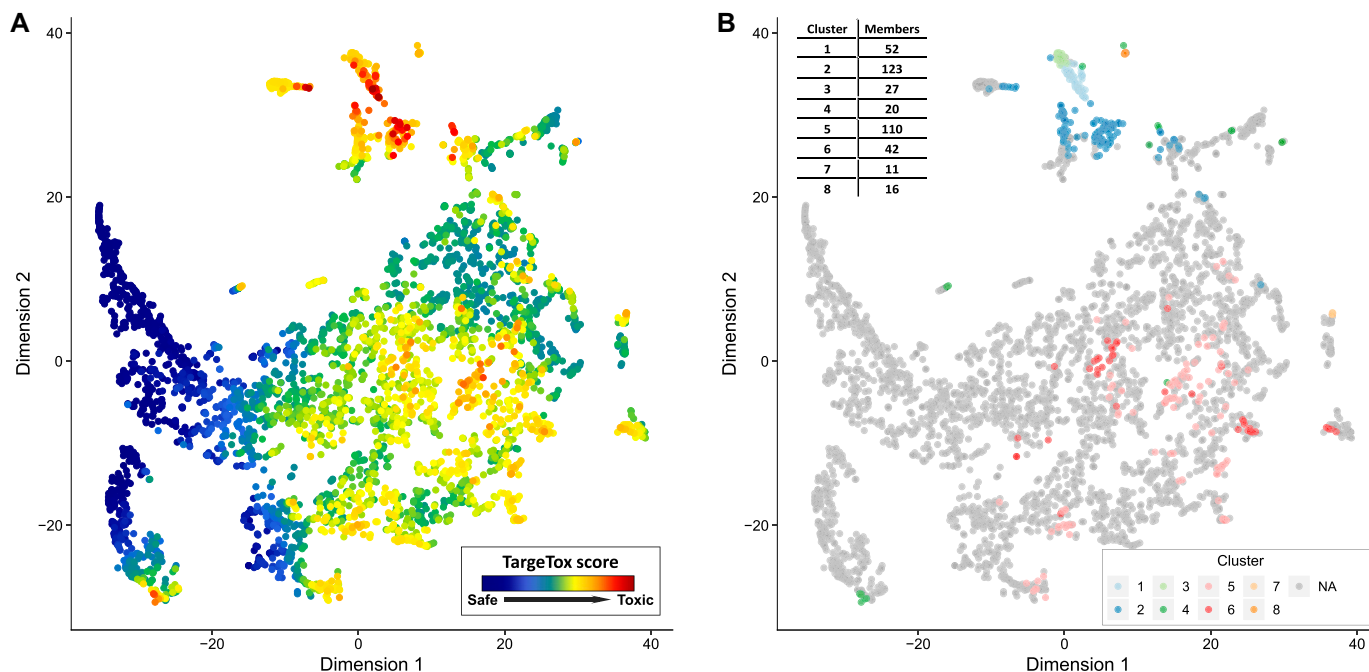 A
40
20
0
−20
Dimension 2
−20
0
20
40
Dimension 1
TargeTox score
Safe
Toxic
B
Cluster Members
1 52
2 123
3 27
4 20
5 110
6 42
7 11
8 16
40
20
0
−20
Dimension 2
−20
0
20
40
Dimension 1
Cluster
1 3 5 7 NA
2 4 6 8